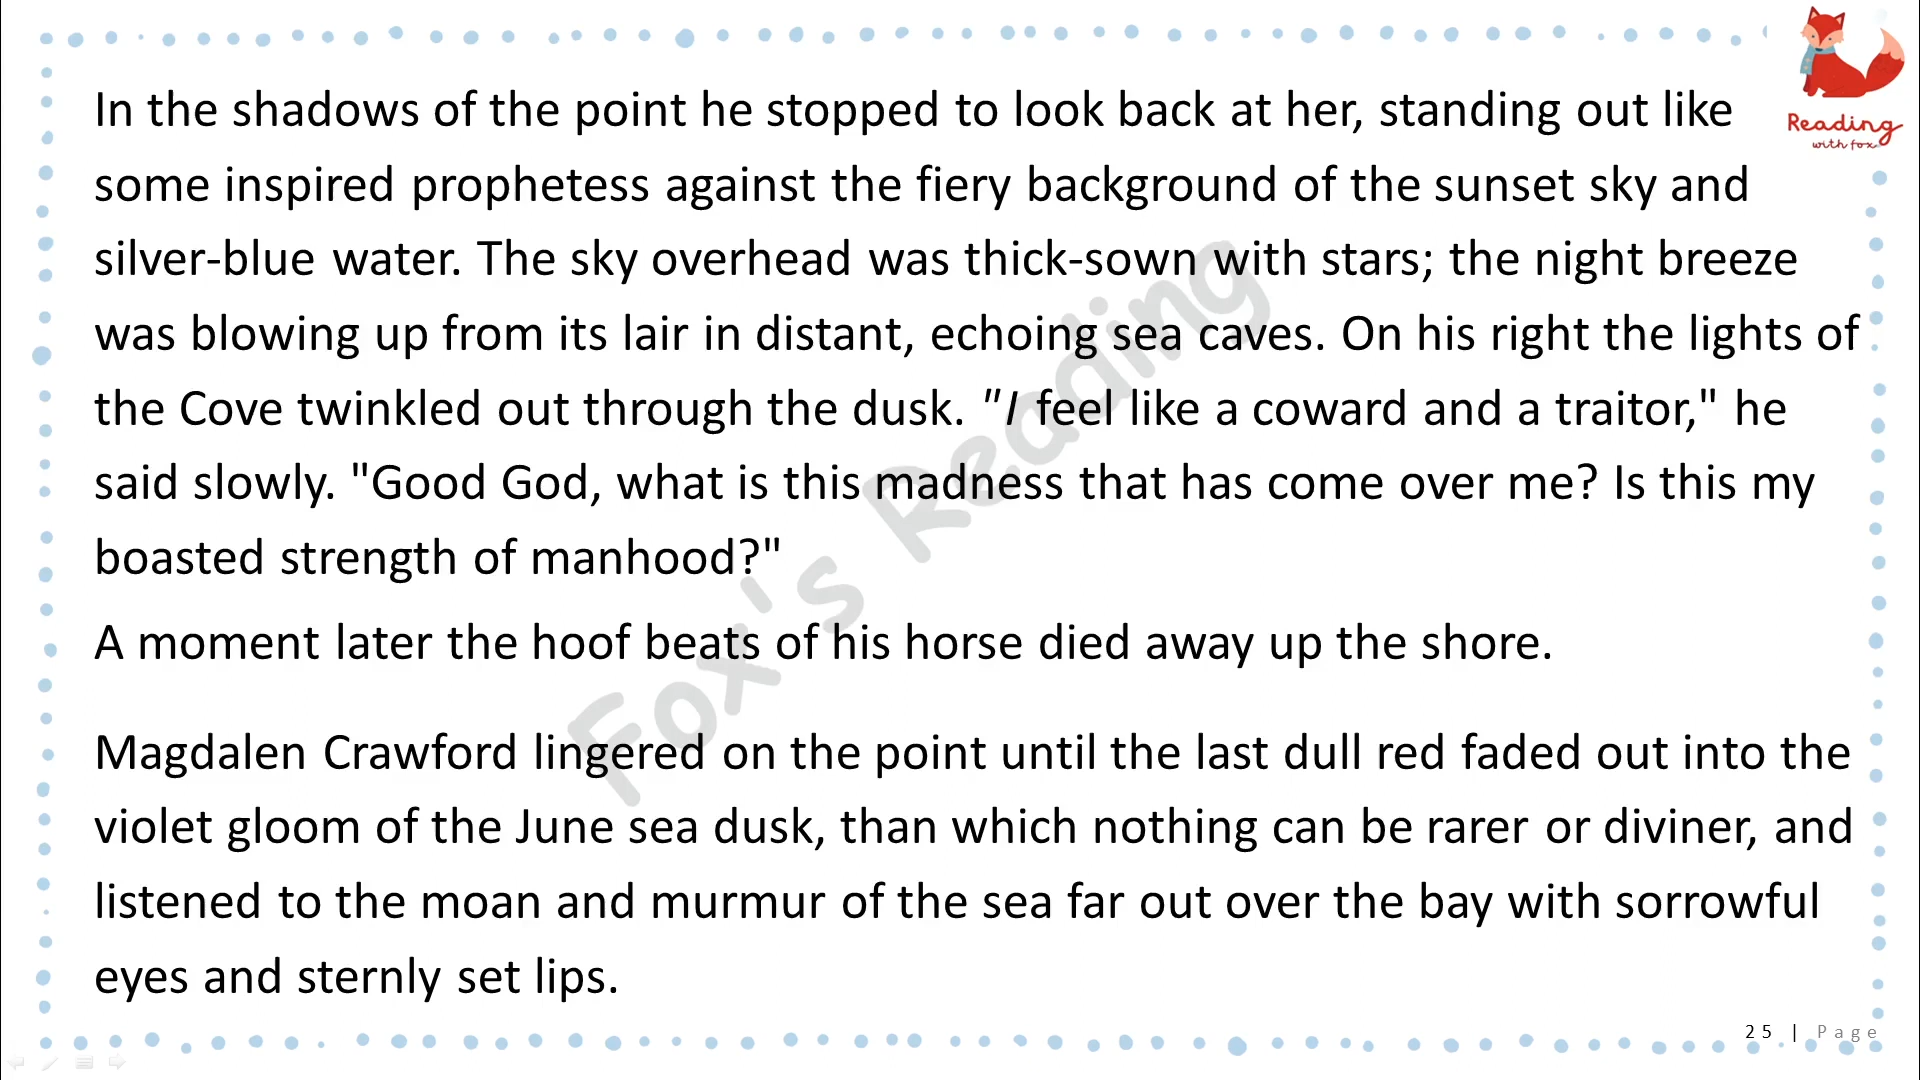 Reading
with fox
In the shadows of the point he stopped to look back at her, standing out like
some inspired prophetess against the fiery background of the sunset sky and
silver-blue water. The sky overhead was thick-sown with stars; the night breeze
was blowing up from its lair in distant, echoing sea caves. On his right the lights of
the Cove twinkled out through the dusk. "I feel like a coward and a traitor," he
said slowly. "Good God, what is this madness that has come over me? Is this my
boasted strength of manhood?"
A moment later the hoof beats of his horse died away up the shore.
Magdalen Crawford lingered on the point until the last dull red faded out into the
violet gloom of the June sea dusk, than which nothing can be rarer or diviner, and
listened to the moan and murmur of the sea far out over the bay with sorrowful
eyes and sternly set lips.
Fox's Reading
25 | Page